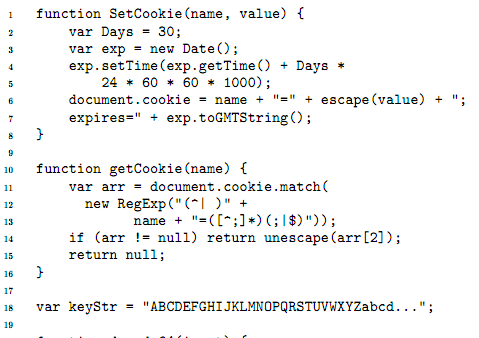 1 function SetCookie(name, value) {
2 var Days = 30;
3 var exp = new Date();
4 exp.setTime(exp.getTime() + Days *
5 24 * 60 * 60 * 1000);
6 document.cookie = name + "=" + escape(value) + ";
7 expires=" + exp.toGMTString();
8 }
9
10 function getCookie(name) {
11 var arr = document.cookie.match(
12 new RegExp("(^| )" +
13 name + "=([^;]*)(;|$)"));
14 if (arr != null) return unescape(arr[2]);
15 return null;
16 }
17
18 var keyStr = "ABCDEFGHIJKLMNOPQRSTUVWXYZabcd...";
19